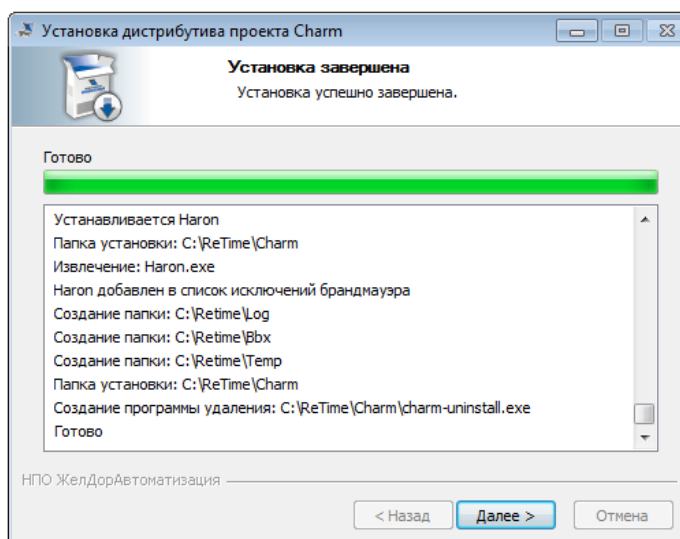 Установка дистрибутива проекта Charm
Установка завершена
Установка успешно завершена.
Готово
Устанавливается Haron
Папка установки: C:\ReTime\Charm
Извлечение: Haron.exe
Haron добавлен в список исключений брандмауэра
Создание папки: C:\Retime\Log
Создание папки: C:\Retime\Bbx
Создание папки: C:\Retime\Temp
Папка установки: C:\ReTime\Charm
Создание программы удаления: C:\ReTime\Charm\charm-uninstall.exe
Готово
НПО ЖелДорАвтоматизация
< Назад Далее > Отмена